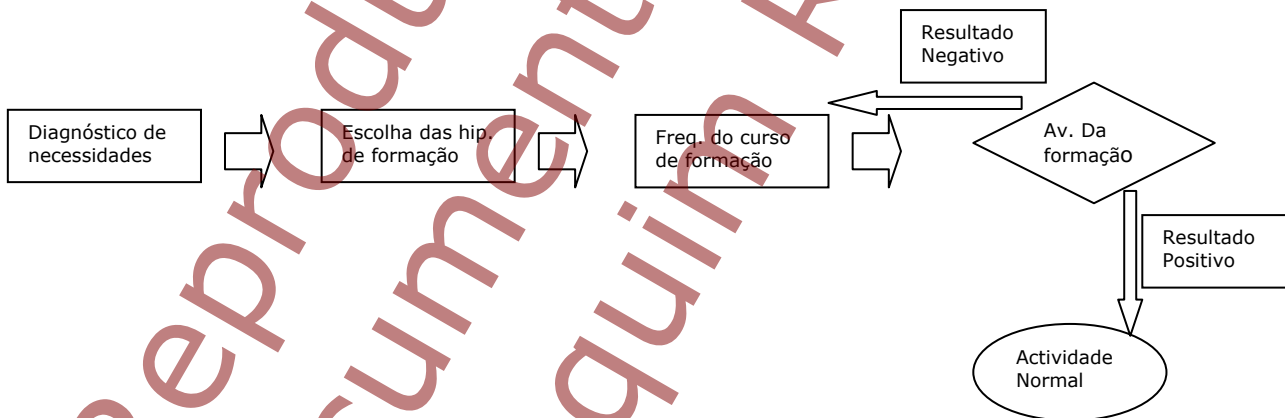 Resultado
Negativo
Diagnóstico de
necessidades
Escolha das hip.
de formação
Freq. do curso
de formação
Av. Da
formação
Resultado
Positivo
Actividade
Normal